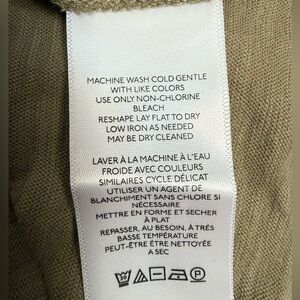 MACHINE WASH COLD GENTLE
WITH LIKE COLORS
USE ONLY NON-CHLORINE
BLEACH
RESHAPE LAY FLAT TO DRY
LOW IRON AS NEEDED
MAY BE DRY CLEANED
LAVER À LA MACHINE À L'EAU
FROIDE AVEC COULEURS
SIMILAIRES CYCLE DÉLICAT
UTILISER UN AGENT DE
BLANCHIMENT SANS CHLORE SI
NÉCESSAIRE
METTRE EN FORME ET SECHER
À PLAT
REPASSER, AU BESOIN, À TRÈS
BASSE TEMPÉRATURE
PEUT-ÊTRE ÊTRE NETTOYÉE
A SEC
30 P